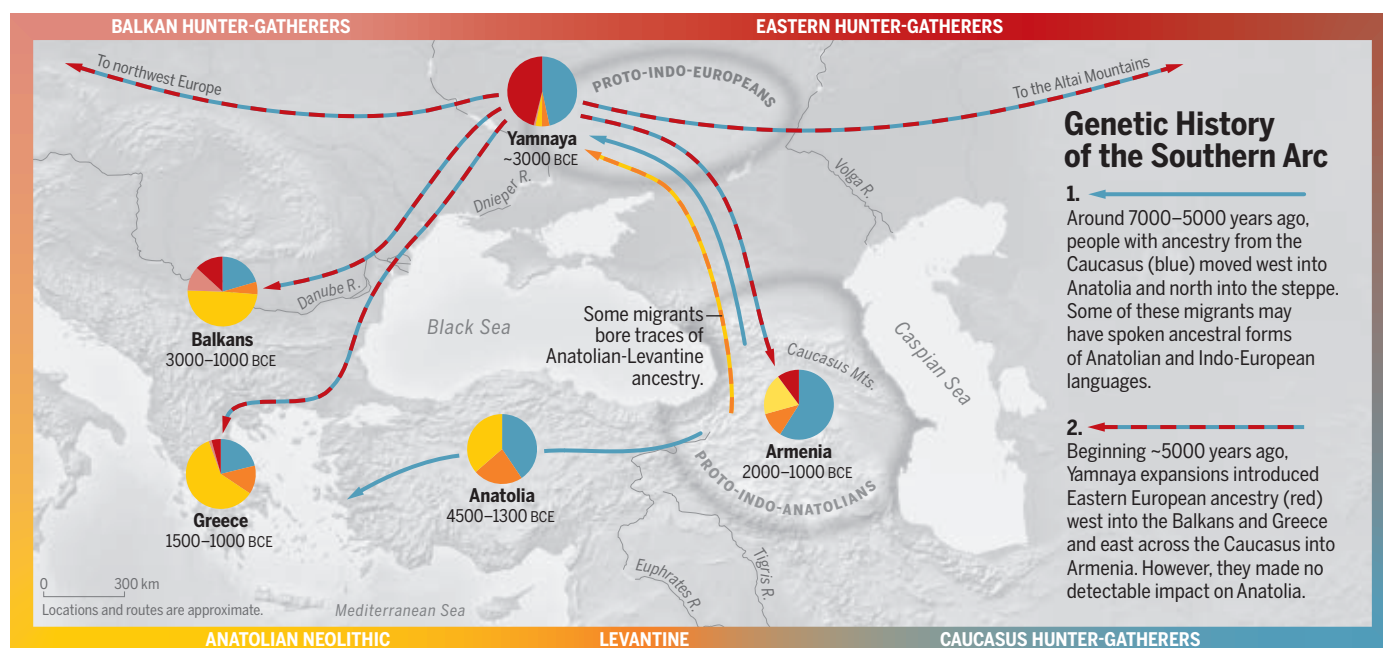 BALKAN HUNTER-GATHERERS
EASTERN HUNTER-GATHERERS
To northwest Europe
PROTO-INDO-EUROPEANS
To the Altai Mountains
Yamnaya
~3000 BCE
Dnieper R.
Volga R.
Genetic History
of the Southern Arc
1.
Around 7000–5000 years ago,
people with ancestry from the
Caucasus (blue) moved west into
Anatolia and north into the steppe.
Some of these migrants may
have spoken ancestral forms
of Anatolian and Indo-European
languages.
2.
Beginning ~5000 years ago,
Yamnaya expansions introduced
Eastern European ancestry (red)
west into the Balkans and Greece
and east across the Caucasus into
Armenia. However, they made no
detectable impact on Anatolia.
Danube R.
Balkans
3000–1000 BCE
Black Sea
Some migrants
bore traces of
Anatolian-Levantine
ancestry.
Caucasus Mts.
Caspian Sea
Armenia
2000–1000 BCE
PROTO-INDO-ANATOLIANS
Anatolia
4500–1300 BCE
Greece
1500–1000 BCE
Euphrates R.
Tigris R.
0 300 km
Locations and routes are approximate.
Mediterranean Sea
ANATOLIAN NEOLITHIC
LEVANTINE
CAUCASUS HUNTER-GATHERERS